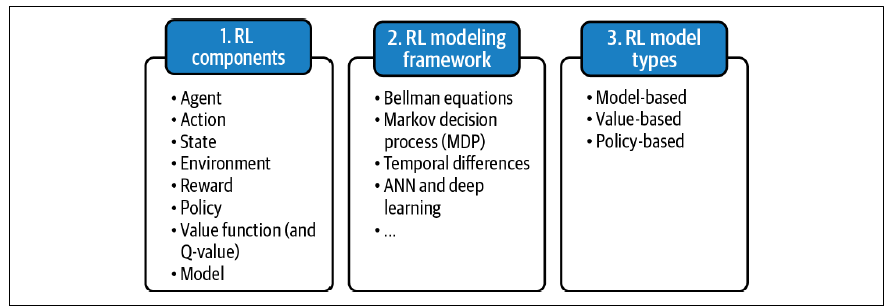 1. RL
components
• Agent
• Action
• State
• Environment
• Reward
• Policy
• Value function (and
Q-value)
• Model
2. RL modeling
framework
• Bellman equations
• Markov decision
process (MDP)
• Temporal differences
• ANN and deep
learning
• ...
3. RL model
types
• Model-based
• Value-based
• Policy-based